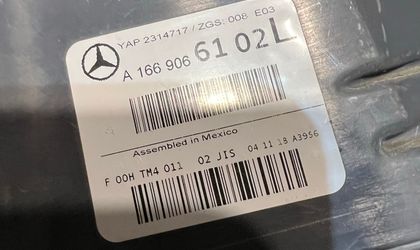 YAP 2314717 / ZGS: 008 E03
A 166 906 61 02 L
Assembled in Mexico
F 00H TM4 011 02 JIS 04 11 18 A3956